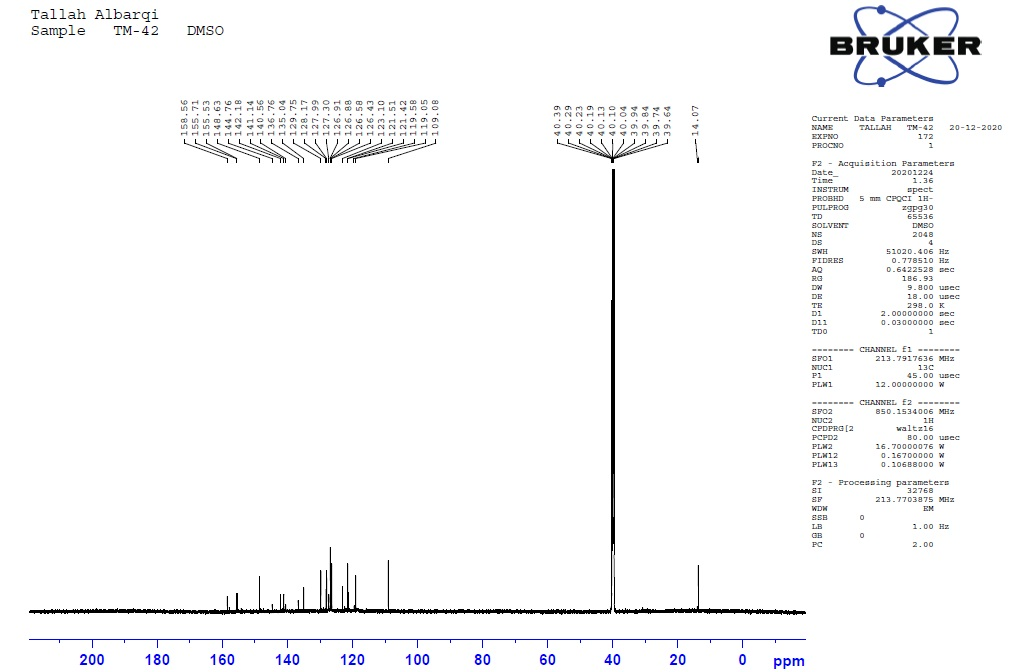 Tallah Albarqi
Sample TM-42 DMSO
BRUKER
158.56
155.71
155.53
148.63
144.76
142.18
141.14
140.56
136.76
135.04
129.75
128.17
127.99
127.30
126.91
126.88
126.58
126.43
123.10
121.51
121.42
119.58
119.05
109.08
40.39
40.29
40.23
40.19
40.13
40.10
40.04
39.94
39.84
39.74
39.64
14.07
Current Data Parameters
NAME TALLAH TM-42 20-12-2020
EXPNO 172
PROCNO 1
F2 - Acquisition Parameters
Date_ 20201224
Time 1.36
INSTRUM spect
PROBHD 5 mm CPQCI 1H-
PULPROG zgpg30
TD 65536
SOLVENT DMSO
NS 2048
DS 4
SWH 51020.406 Hz
FIDRES 0.778510 Hz
AQ 0.6422528 sec
RG 186.93
DW 9.800 usec
DE 18.00 usec
TE 298.0 K
D1 2.00000000 sec
D11 0.03000000 sec
TD0 1
======== CHANNEL f1 ========
SFO1 213.7917636 MHz
NUC1 13C
P1 45.00 usec
PLW1 12.00000000 W
======== CHANNEL f2 ========
SFO2 850.1534006 MHz
NUC2 1H
CPDPRG[2 waltz16
PCPD2 80.00 usec
PLW2 16.70000076 W
PLW12 0.16700000 W
PLW13 0.10688000 W
F2 - Processing parameters
SI 32768
SF 213.7703875 MHz
WDW EM
SSB 0
LB 1.00 Hz
GB 0
PC 2.00
200 180 160 140 120 100 80 60 40 20 0 ppm